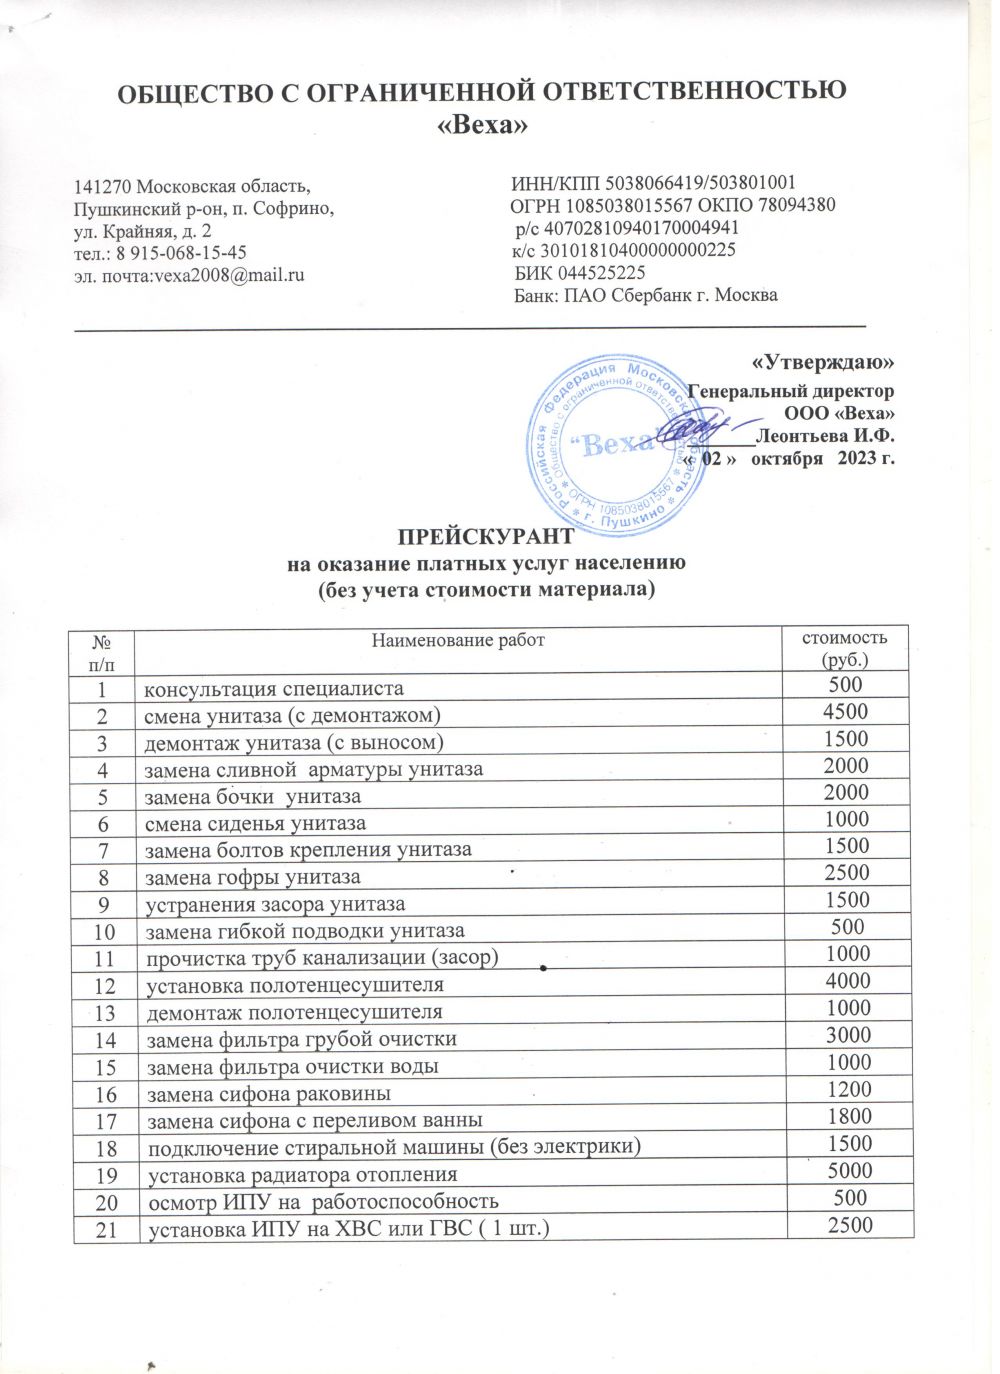 ОБЩЕСТВО С ОГРАНИЧЕННОЙ ОТВЕТСТВЕННОСТЬЮ
«Веха»
141270 Московская область,
Пушкинский р-он, п. Софрино,
ул. Крайняя, д. 2
тел.: 8 915-068-15-45
эл. почта:vexa2008@mail.ru
ИНН/КПП 5038066419/503801001
ОГРН 1085038015567 ОКПО 78094380
р/с 40702810940170004941
к/с 30101810400000000225
БИК 044525225
Банк: ПАО Сбербанк г. Москва
«Утверждаю»
Генеральный директор
ООО «Веха»
Леонтьева И.Ф.
« 02 » октября 2023 г.
Российская Федерация Московская область * г. Пушкино *
Общество с ограниченной ответственностью * ОГРН 1085038015567 *
"Веха"
ПРЕЙСКУРАНТ
на оказание платных услуг населению
(без учета стоимости материала)
№ п/п Наименование работ стоимость (руб.)
1 консультация специалиста 500
2 смена унитаза (с демонтажом) 4500
3 демонтаж унитаза (с выносом) 1500
4 замена сливной арматуры унитаза 2000
5 замена бочки унитаза 2000
6 смена сиденья унитаза 1000
7 замена болтов крепления унитаза 1500
8 замена гофры унитаза 2500
9 устранения засора унитаза 1500
10 замена гибкой подводки унитаза 500
11 прочистка труб канализации (засор) 1000
12 установка полотенцесушителя 4000
13 демонтаж полотенцесушителя 1000
14 замена фильтра грубой очистки 3000
15 замена фильтра очистки воды 1000
16 замена сифона раковины 1200
17 замена сифона с переливом ванны 1800
18 подключение стиральной машины (без электрики) 1500
19 установка радиатора отопления 5000
20 осмотр ИПУ на работоспособность 500
21 установка ИПУ на ХВС или ГВС ( 1 шт.) 2500